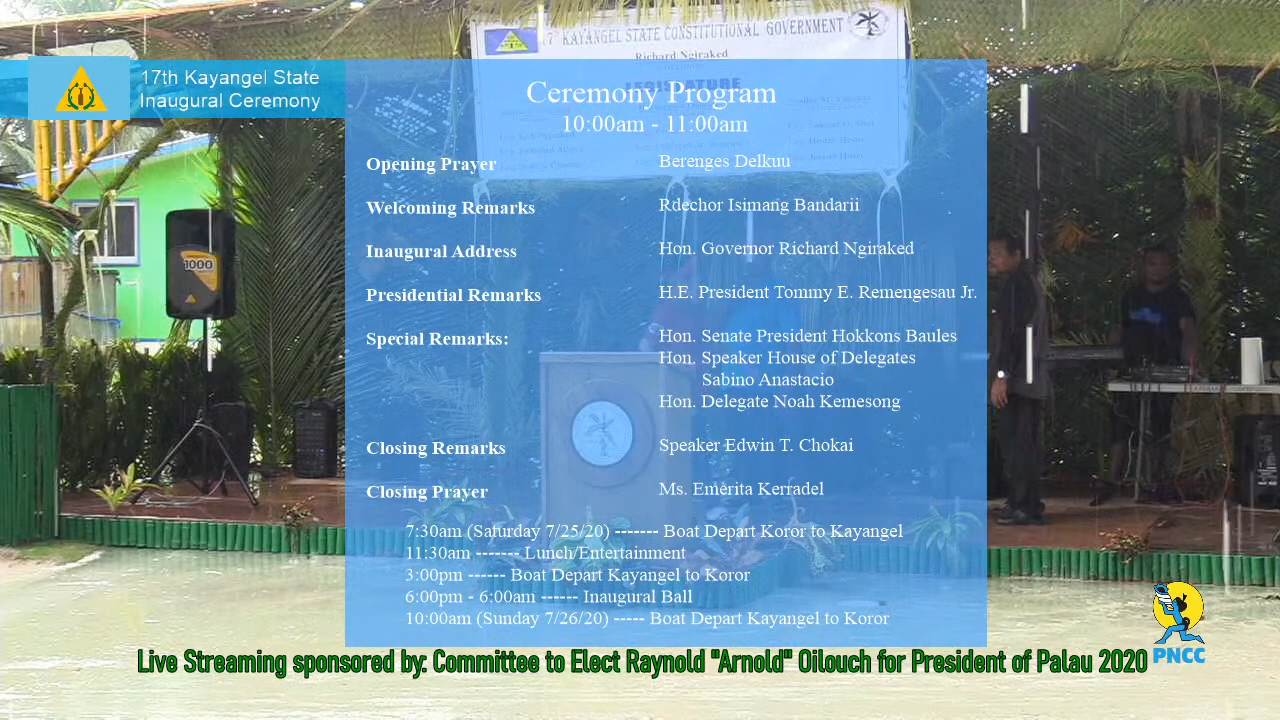 7th KAYANGEL STATE CONSTITUTIONAL GOVERNMENT
Richard Ngiraked
LEGISLATURE
17th Kayangel State
Inaugural Ceremony
Ceremony Program
10:00am - 11:00am
Opening Prayer Berenges Delkuu
Welcoming Remarks Rdechor Isimang Bandarii
Inaugural Address Hon. Governor Richard Ngiraked
Presidential Remarks H.E. President Tommy E. Remengesau Jr.
Special Remarks: Hon. Senate President Hokkons Baules
Hon. Speaker House of Delegates
Sabino Anastacio
Hon. Delegate Noah Kemesong
Closing Remarks Speaker Edwin T. Chokai
Closing Prayer Ms. Emerita Kerradel
7:30am (Saturday 7/25/20) ------- Boat Depart Koror to Kayangel
11:30am ------- Lunch/Entertainment
3:00pm ------ Boat Depart Kayangel to Koror
6:00pm - 6:00am ------ Inaugural Ball
10:00am (Sunday 7/26/20) ----- Boat Depart Kayangel to Koror
1000
PNCC
Live Streaming sponsored by: Committee to Elect Raynold "Arnold" Oilouch for President of Palau 2020